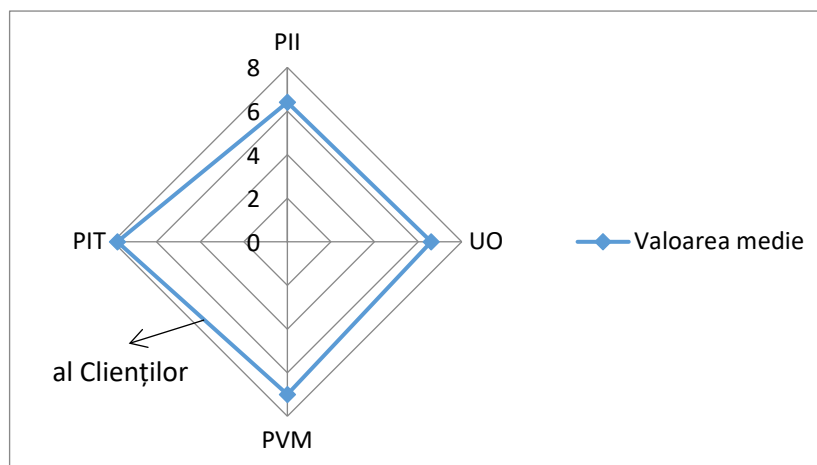 PII
8
6
4
2
0
PIT
UO
Valoarea medie
al Clienților
PVM